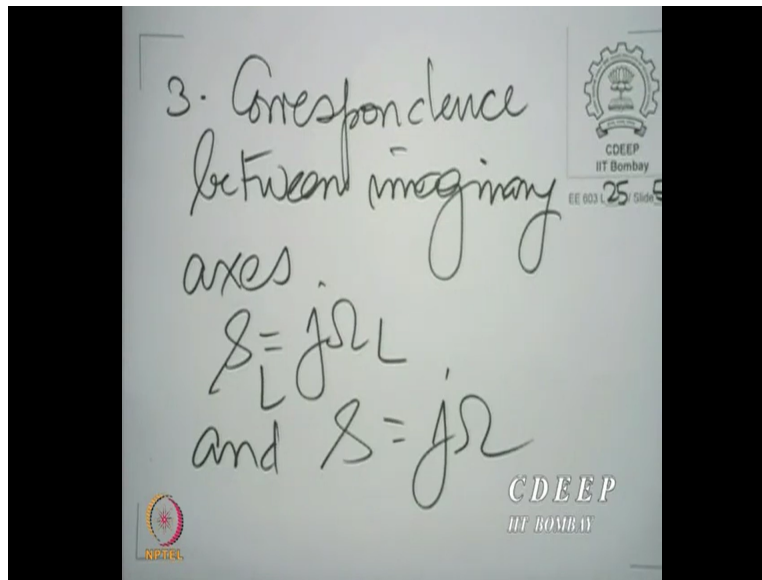 3. Correspondence
between imaginary
axes.
S_L = jΩ_L
and S = jΩ
CDEEP
IIT Bombay
EE 603 L 25 / Slide 5
CDEEP
IIT BOMBAY
NPTEL